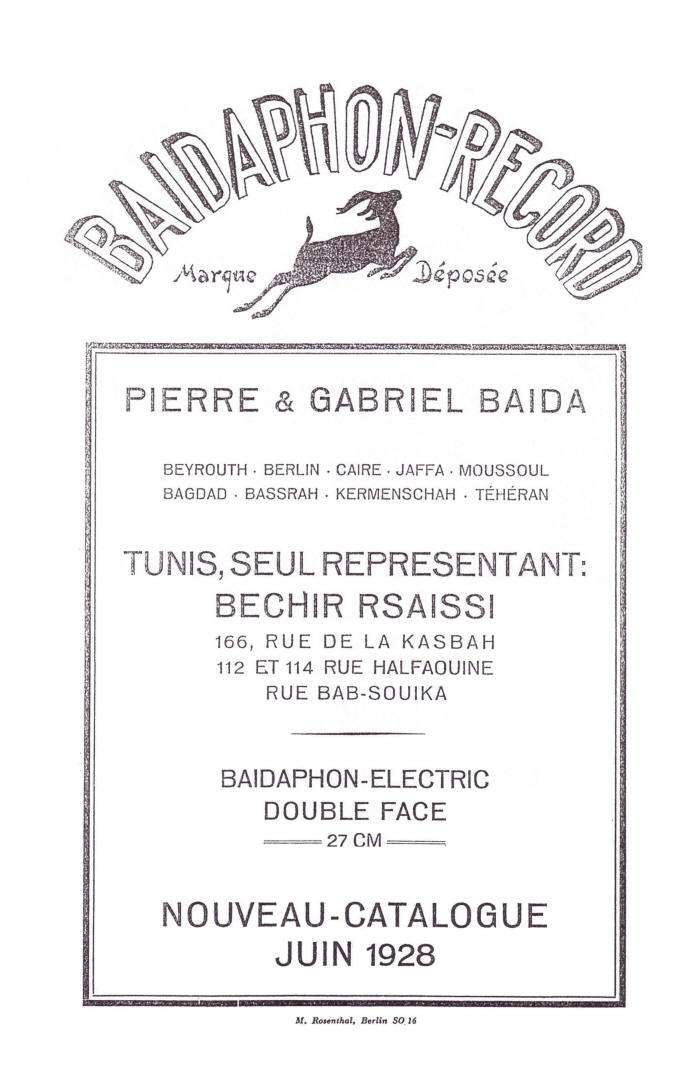 BAIDAPHON-RECORD
Marque Déposée
PIERRE & GABRIEL BAIDA
BEYROUTH · BERLIN · CAIRE · JAFFA · MOUSSOUL
BAGDAD · BASSRAH · KERMENSCHAH · TÉHÉRAN
TUNIS, SEUL REPRESENTANT:
BECHIR RSAISSI
166, RUE DE LA KASBAH
112 ET 114 RUE HALFAOUINE
RUE BAB-SOUIKA
BAIDAPHON-ELECTRIC
DOUBLE FACE
27 CM
NOUVEAU-CATALOGUE
JUIN 1928
M. Rosenthal, Berlin SO 16